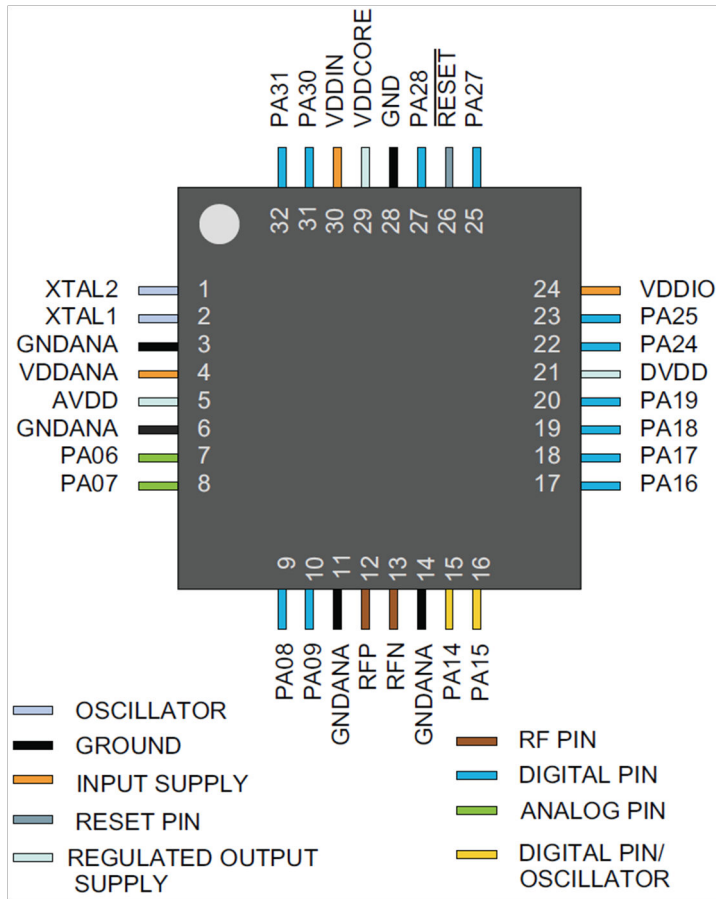 PA31
PA30
VDDIN
VDDCORE
GND
PA28
RESET
PA27
32
31
30
29
28
27
26
25
XTAL2 1
XTAL1 2
GNDANA 3
VDDANA 4
AVDD 5
GNDANA 6
PA06 7
PA07 8
24 VDDIO
23 PA25
22 PA24
21 DVDD
20 PA19
19 PA18
18 PA17
17 PA16
9
10
11
12
13
14
15
16
PA08
PA09
GNDANA
RFP
RFN
GNDANA
PA14
PA15
OSCILLATOR
GROUND
INPUT SUPPLY
RESET PIN
REGULATED OUTPUT
SUPPLY
RF PIN
DIGITAL PIN
ANALOG PIN
DIGITAL PIN/
OSCILLATOR